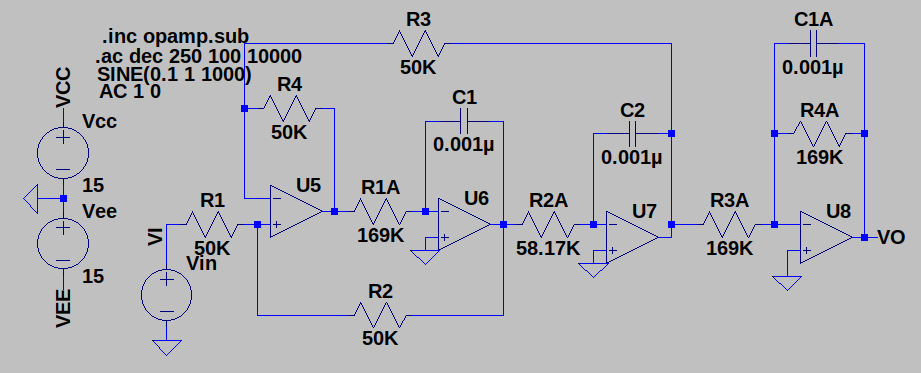 R3
C1A
.inc opamp.sub
.ac dec 250 100 10000
50K
0.001µ
SINE(0.1 1 1000)
AC 1 0
VCC
R4
C1
C2
R4A
Vcc
50K
0.001µ
0.001µ
169K
15
U5
R1A
U6
R2A
U7
R3A
U8
Vee
R1
VI
50K
169K
58.17K
169K
VO
Vin
15
R2
VEE
50K